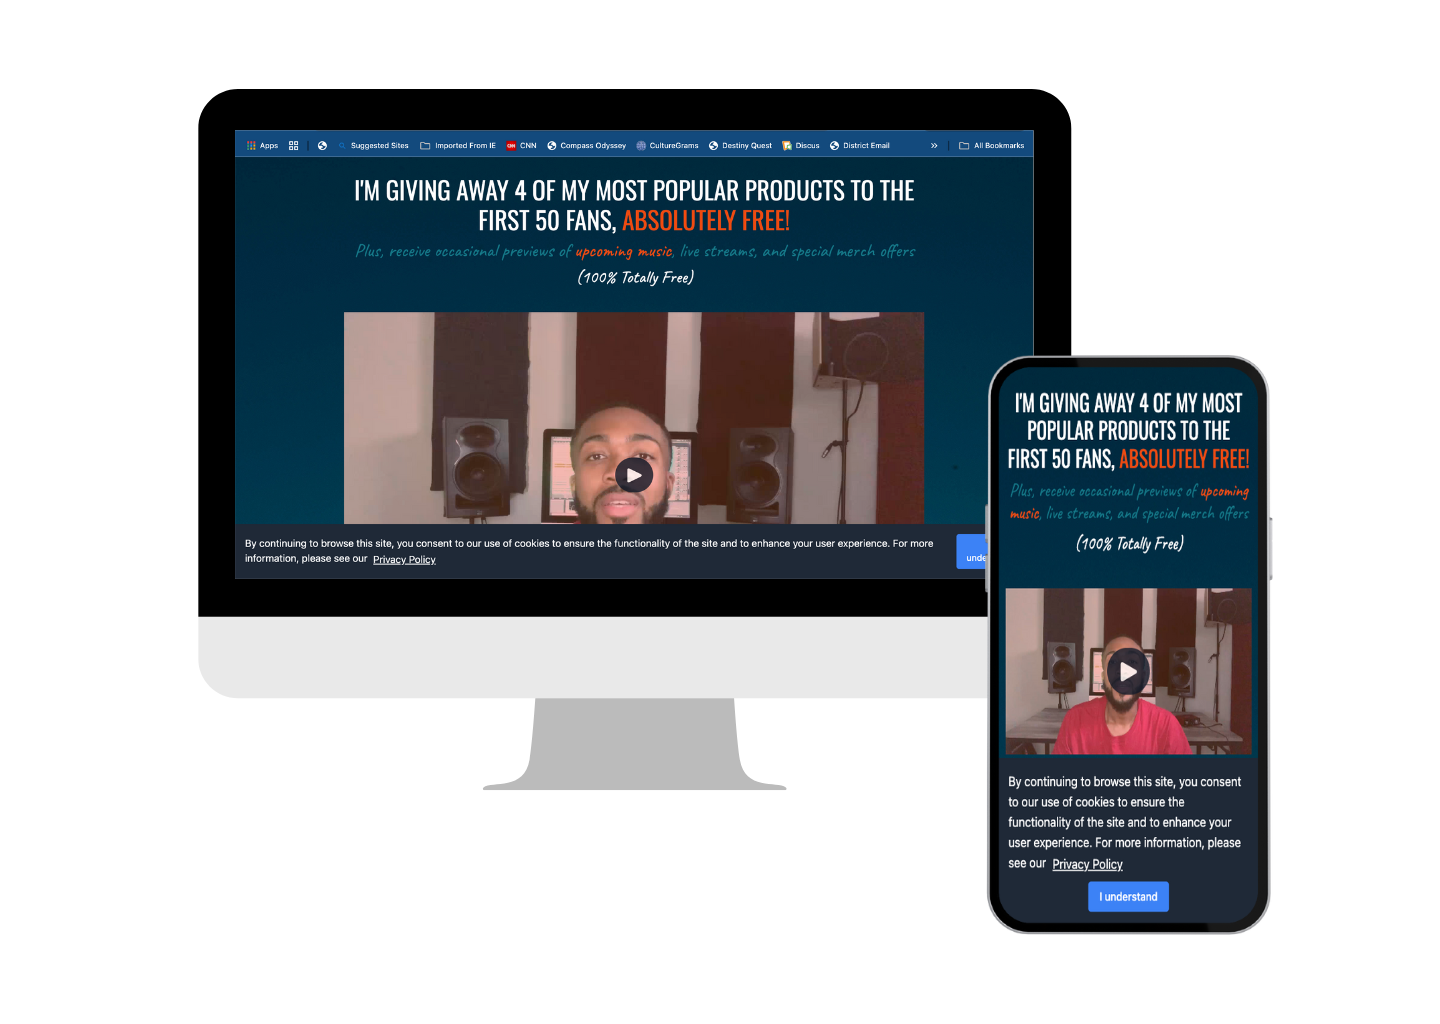 Apps Suggested Sites Imported From IE CNN CNN Compass Odyssey CultureGrams Destiny Quest Discus District Email » All Bookmarks
I'M GIVING AWAY 4 OF MY MOST POPULAR PRODUCTS TO THE
FIRST 50 FANS, ABSOLUTELY FREE!
Plus, receive occasional previews of upcoming music, live streams, and special merch offers
(100% Totally Free)
By continuing to browse this site, you consent to our use of cookies to ensure the functionality of the site and to enhance your user experience. For more
information, please see our Privacy Policy
I'M GIVING AWAY 4 OF MY MOST
POPULAR PRODUCTS TO THE
FIRST 50 FANS, ABSOLUTELY FREE!
Plus, receive occasional previews of upcoming
music, live streams, and special merch offers
(100% Totally Free)
By continuing to browse this site, you consent
to our use of cookies to ensure the
functionality of the site and to enhance your
user experience. For more information, please
see our Privacy Policy
I understand